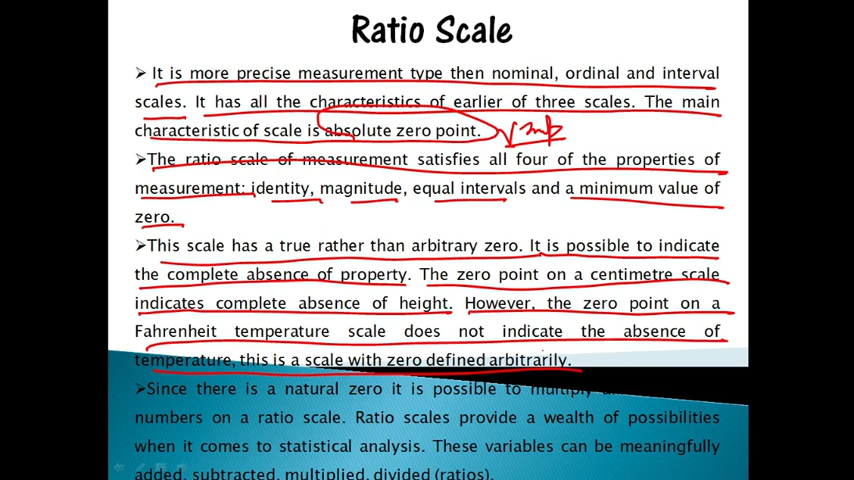 Ratio Scale
➢ It is more precise measurement type then nominal, ordinal and interval
scales. It has all the characteristics of earlier of three scales. The main
characteristic of scale is absolute zero point.
➢The ratio scale of measurement satisfies all four of the properties of
measurement: identity, magnitude, equal intervals and a minimum value of
zero.
➢This scale has a true rather than arbitrary zero. It is possible to indicate
the complete absence of property. The zero point on a centimetre scale
indicates complete absence of height. However, the zero point on a
Fahrenheit temperature scale does not indicate the absence of
temperature, this is a scale with zero defined arbitrarily.
➢Since there is a natural zero it is possible to multiply
numbers on a ratio scale. Ratio scales provide a wealth of possibilities
when it comes to statistical analysis. These variables can be meaningfully
added, subtracted, multiplied, divided (ratios).